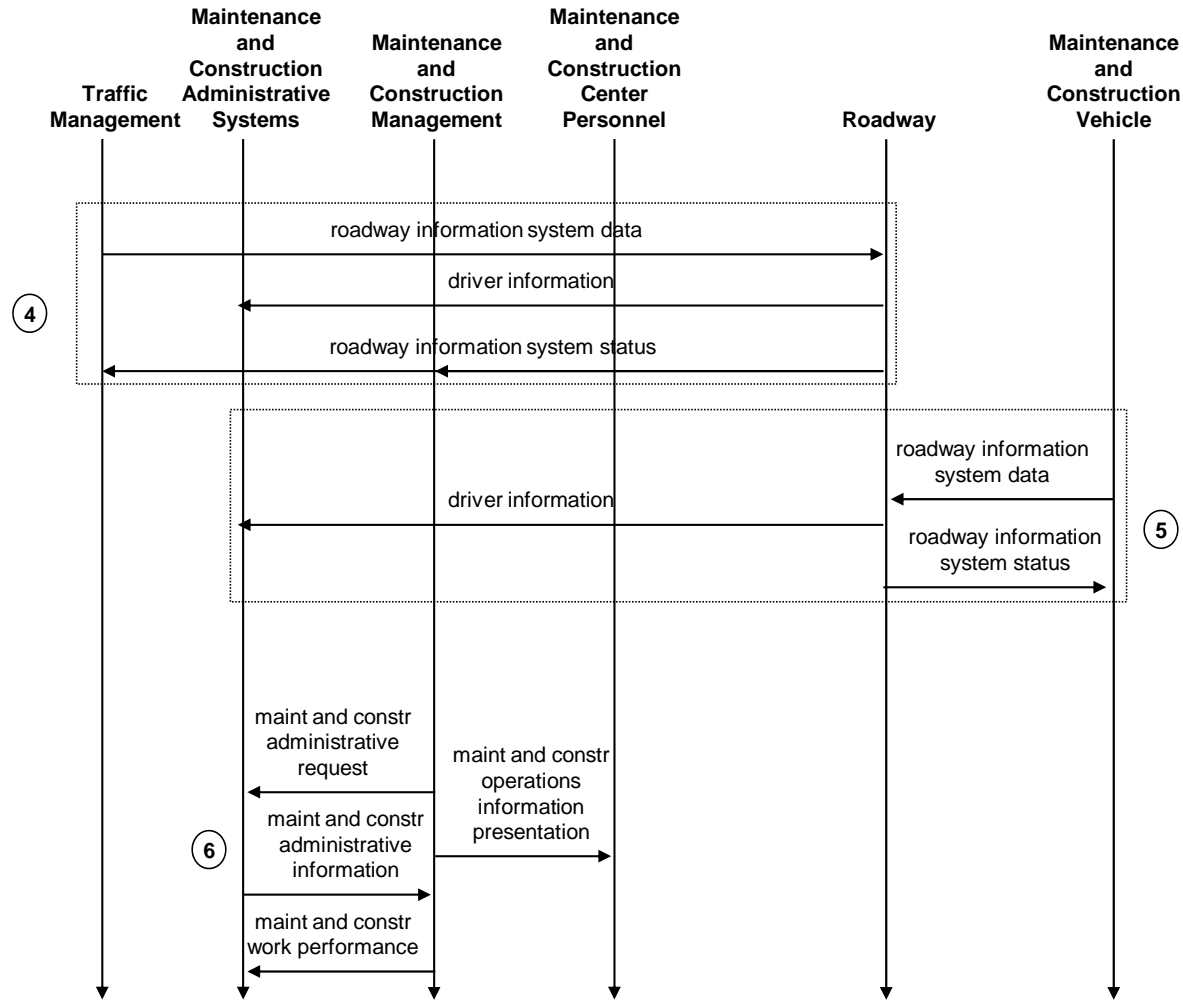 Traffic
Management
Maintenance
and
Construction
Administrative
Systems
Maintenance
and
Construction
Management
Maintenance
and
Construction
Center
Personnel
Roadway
Maintenance
and
Construction
Vehicle
roadway information system data
driver information
4
roadway information system status
roadway information
system data
driver information
5
roadway information
system status
maint and constr
administrative
request
maint and constr
operations
information
presentation
6
maint and constr
administrative
information
maint and constr
work performance